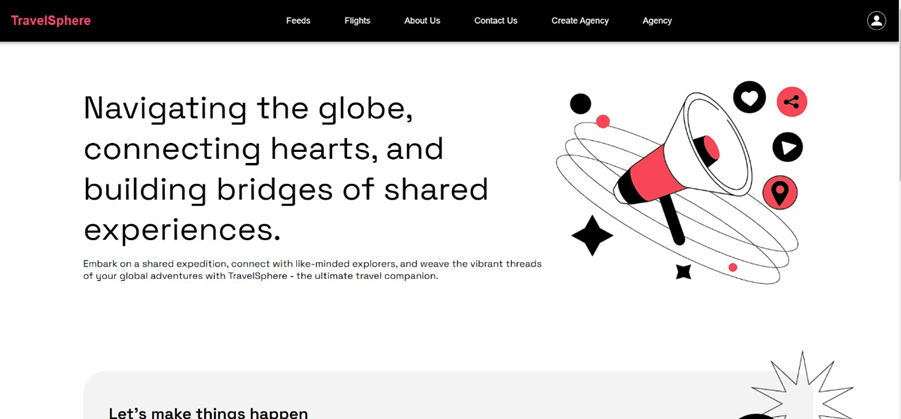 TravelSphere
Feeds
Flights
About Us
Contact Us
Create Agency
Agency
Navigating the globe,
connecting hearts, and
building bridges of shared
experiences.
Embark on a shared expedition, connect with like-minded explorers, and weave the vibrant threads
of your global adventures with TravelSphere - the ultimate travel companion.
Let's make things happen